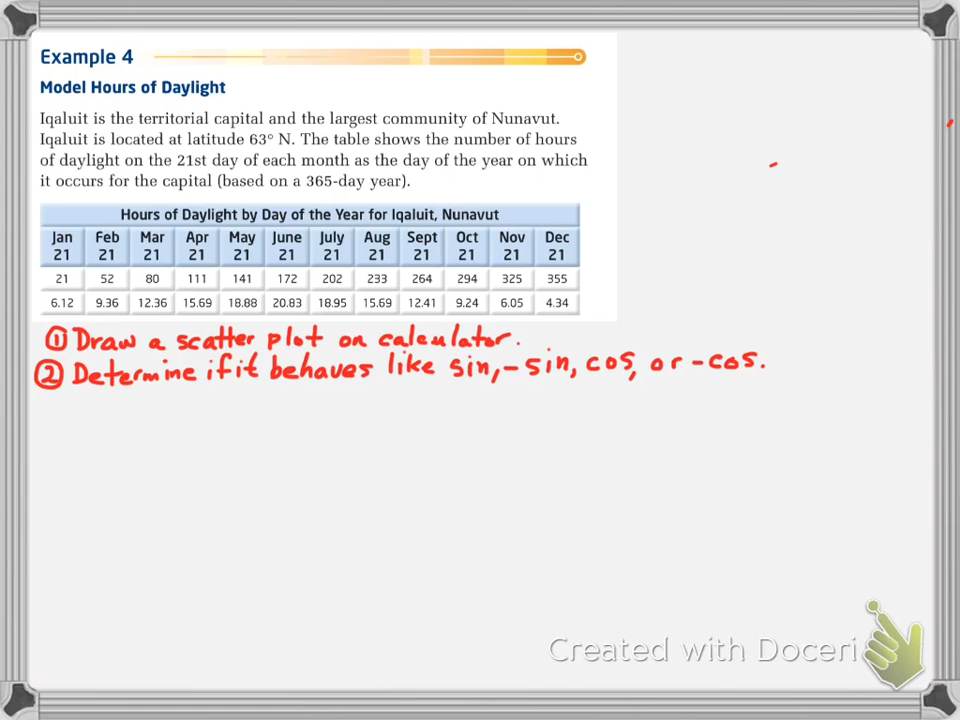 Example 4
Model Hours of Daylight
Iqaluit is the territorial capital and the largest community of Nunavut.
Iqaluit is located at latitude 63° N. The table shows the number of hours
of daylight on the 21st day of each month as the day of the year on which
it occurs for the capital (based on a 365-day year).
Hours of Daylight by Day of the Year for Iqaluit, Nunavut
Jan Feb Mar Apr May June July Aug Sept Oct Nov Dec
21 21 21 21 21 21 21 21 21 21 21 21
21 52 80 111 141 172 202 233 264 294 325 355
6.12 9.36 12.36 15.69 18.88 20.83 18.95 15.69 12.41 9.24 6.05 4.34
① Draw a scatter plot on calculator.
② Determine if it behaves like sin, -sin, cos, or -cos.
Created with Doceri